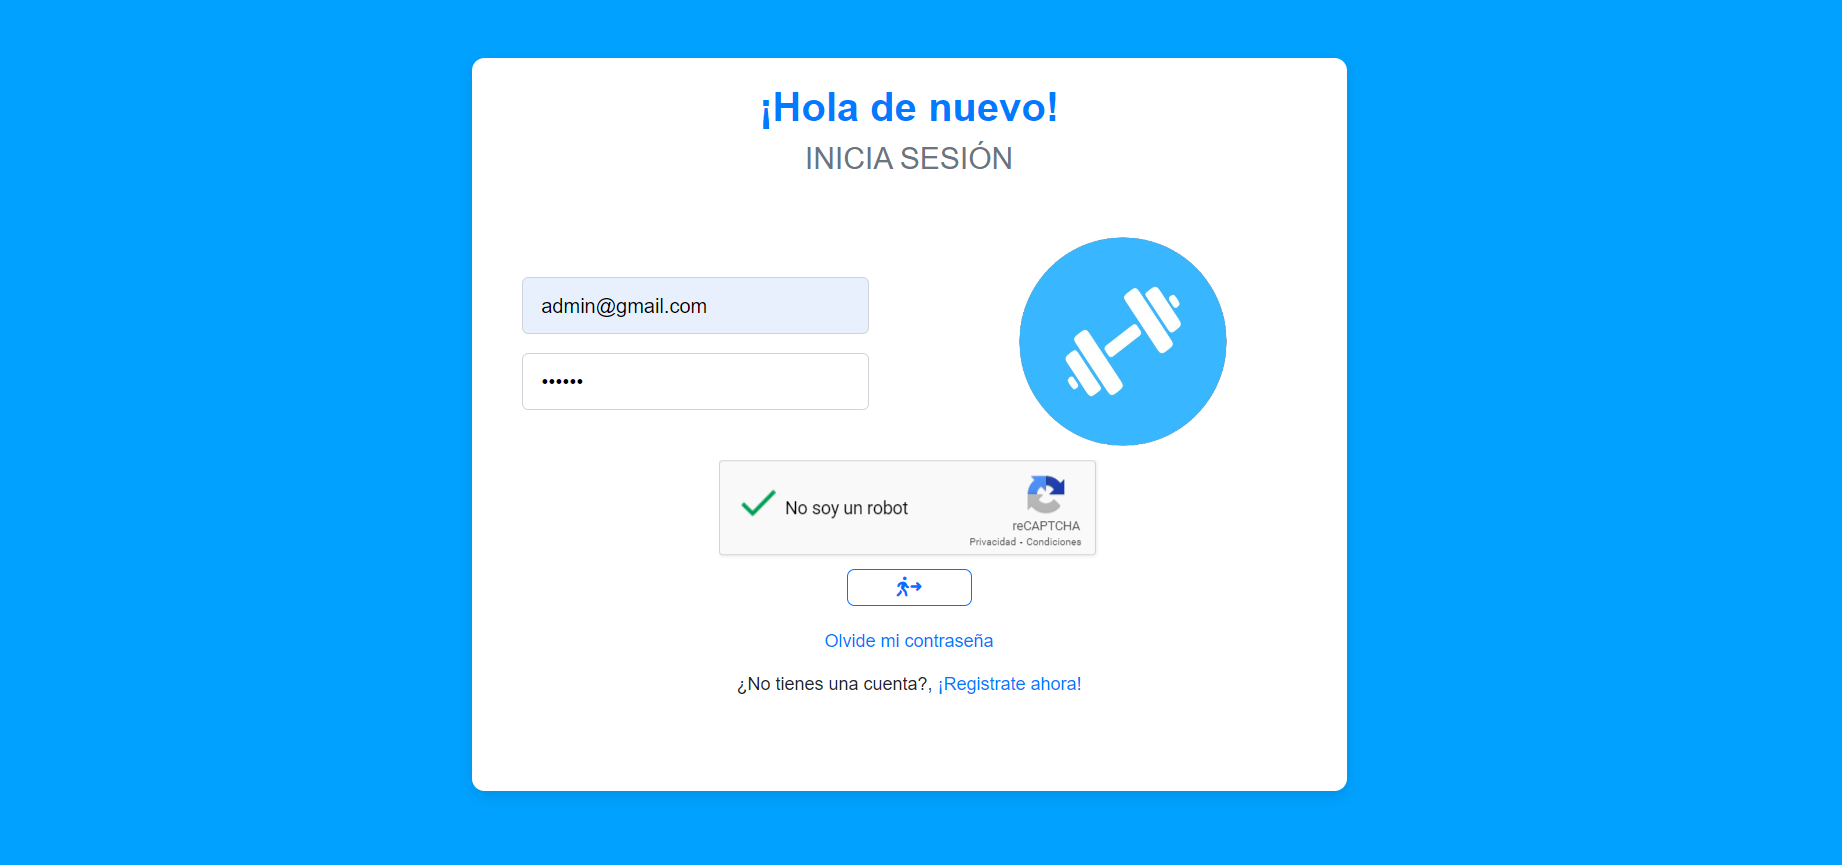 ¡Hola de nuevo!
INICIA SESIÓN
admin@gmail.com
••••••
No soy un robot
reCAPTCHA
Privacidad - Condiciones
Olvide mi contraseña
¿No tienes una cuenta?, ¡Registrate ahora!